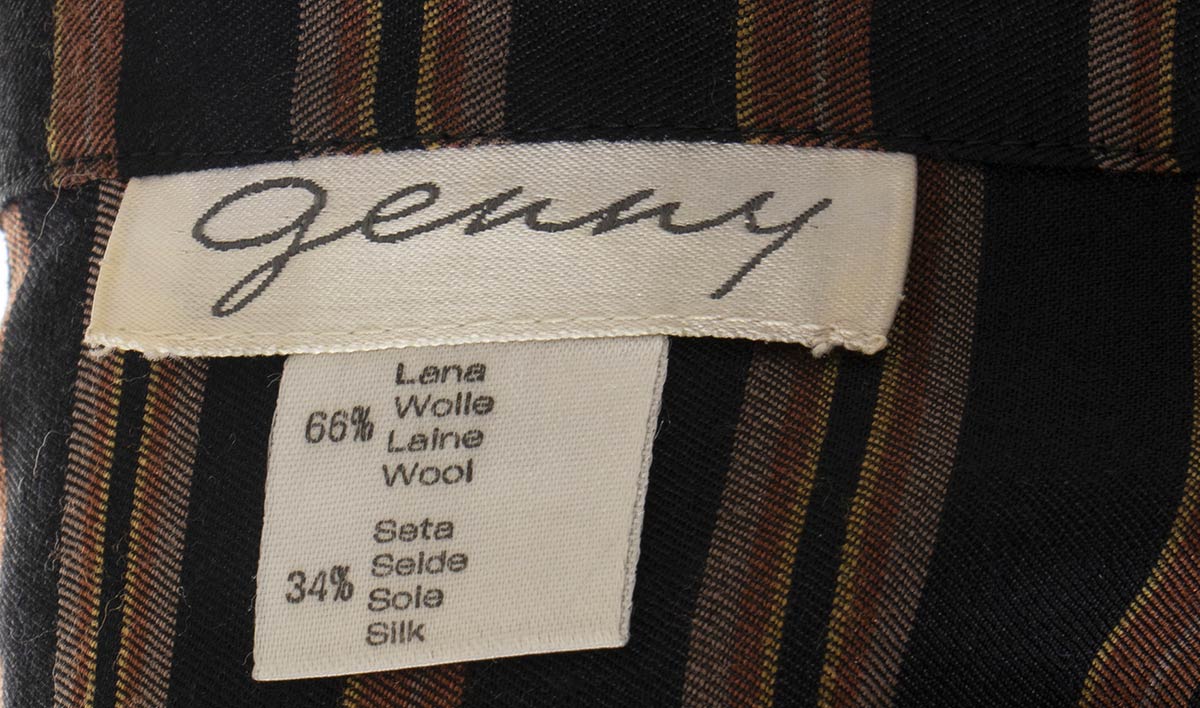 genny
66%
Lana
Wolle
Laine
Wool
34%
Seta
Seide
Soie
Silk